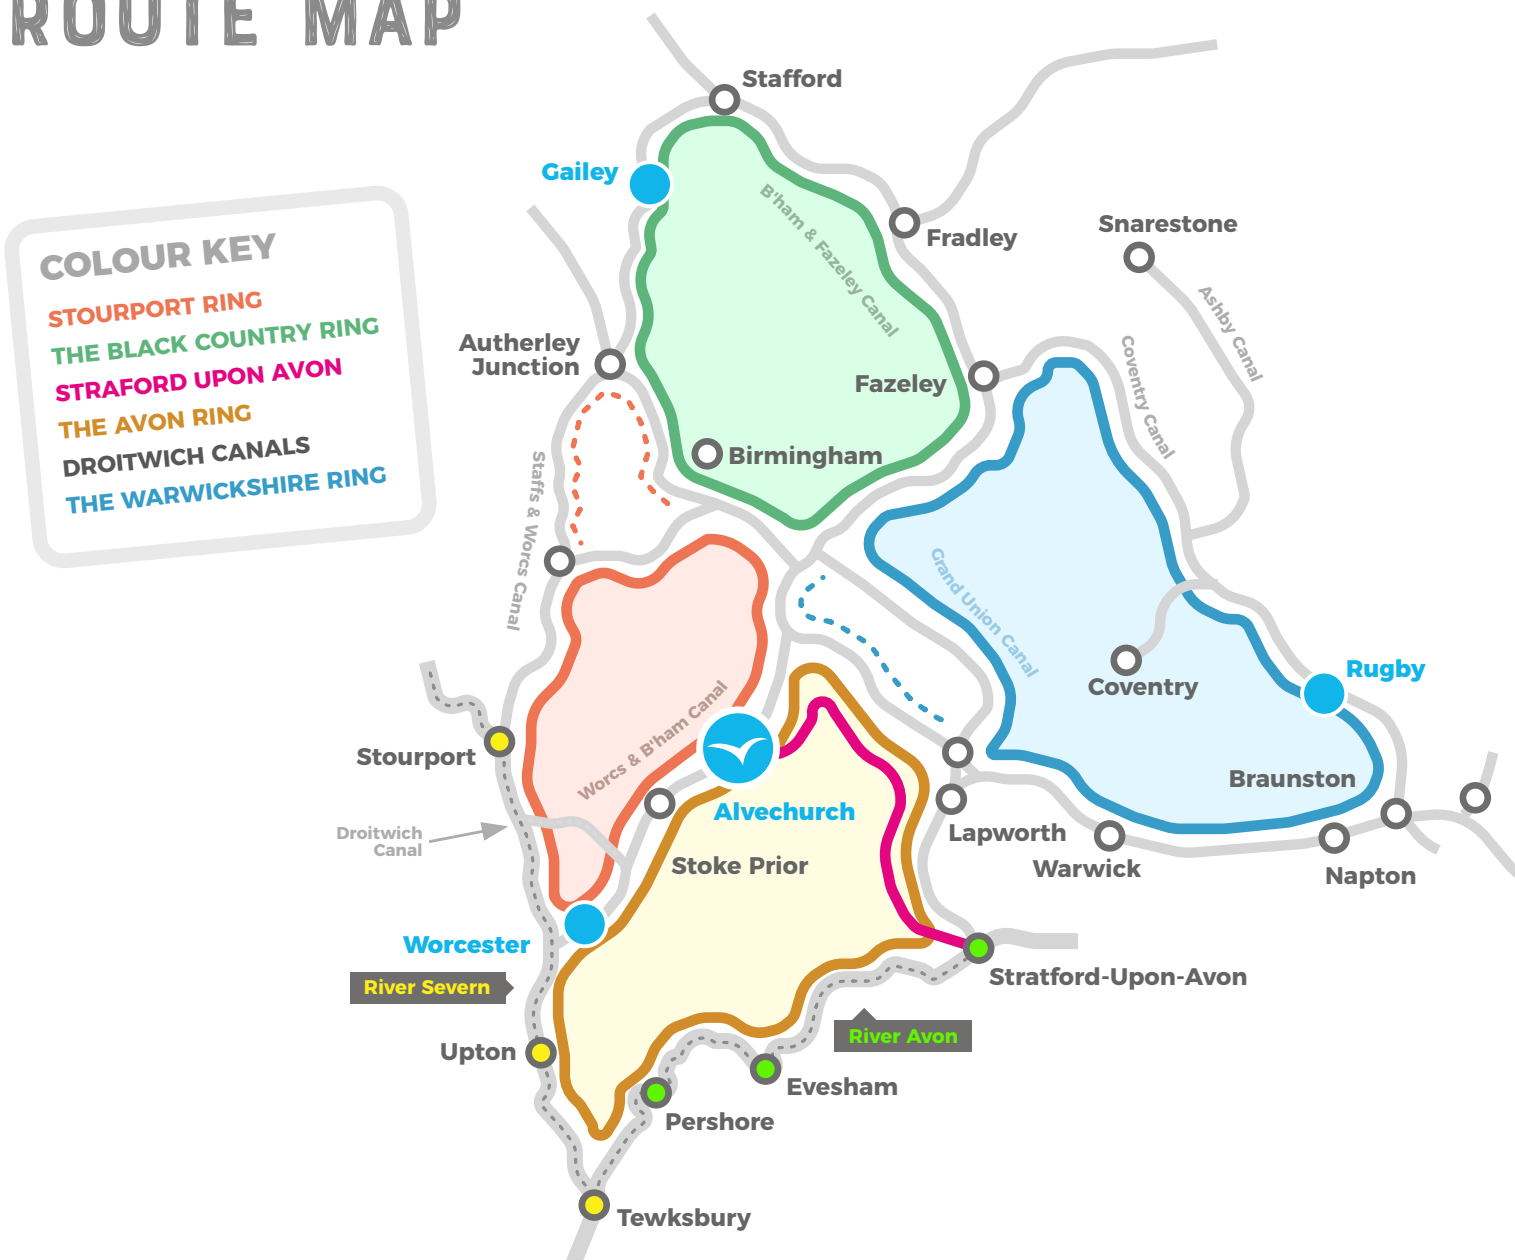 ROUTE MAP
Stafford
Gailey
B'ham & Fazeley Canal
Fradley
Snarestone
COLOUR KEY
STOURPORT RING
THE BLACK COUNTRY RING
STRAFORD UPON AVON
THE AVON RING
DROITWICH CANALS
THE WARWICKSHIRE RING
Ashby Canal
Autherley
Junction
Coventry Canal
Fazeley
Birmingham
Staffs & Worcs Canal
Grand Union Canal
Coventry
Rugby
Worcs & B'ham Canal
Stourport
Braunston
Alvechurch
Droitwich
Canal
Lapworth
Stoke Prior
Warwick
Napton
Worcester
River Severn
Stratford-Upon-Avon
River Avon
Upton
Evesham
Pershore
Tewksbury